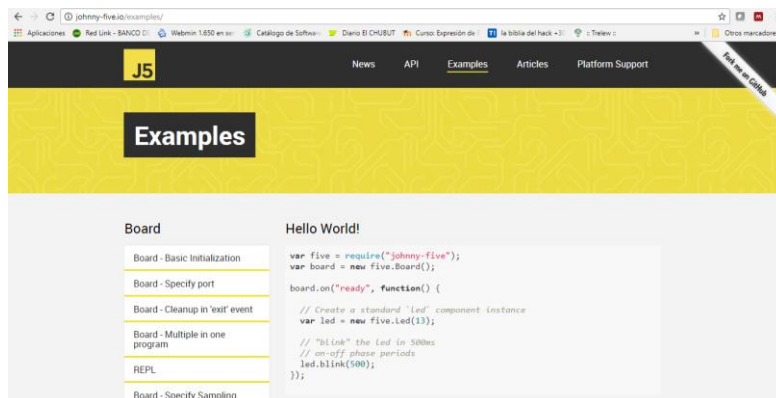 johnny-five.io/examples/
Aplicaciones Red Link - BANCO D Webmin 1.650 en ser Catálogo de Softwar Diario El CHUBUT Curso: Expresión de la biblia del hack +3 :: Trelew :: Otros marcadore
J5
News API Examples Articles Platform Support
Fork me on GitHub
Examples
Board
Board - Basic Initialization
Board - Specify port
Board - Cleanup in 'exit' event
Board - Multiple in one
program
REPL
Board - Specify Sampling
Hello World!
var five = require("johnny-five");
var board = new five.Board();
board.on("ready", function() {
// Create a standard `led` component instance
var led = new five.Led(13);
// "blink" the led in 500ms
// on-off phase periods
led.blink(500);
});